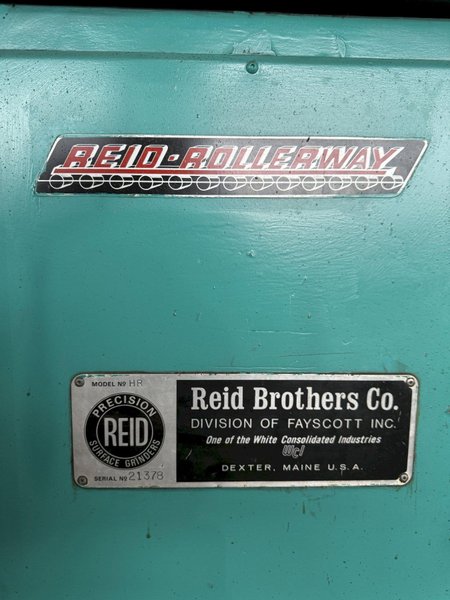 REID-ROLLERWAY
MODEL Nº HR
PRECISION
REID
SURFACE GRINDERS
SERIAL Nº 21378
Reid Brothers Co.
DIVISION OF FAYSCOTT INC.
One of the White Consolidated Industries
WCI
DEXTER, MAINE U.S.A.